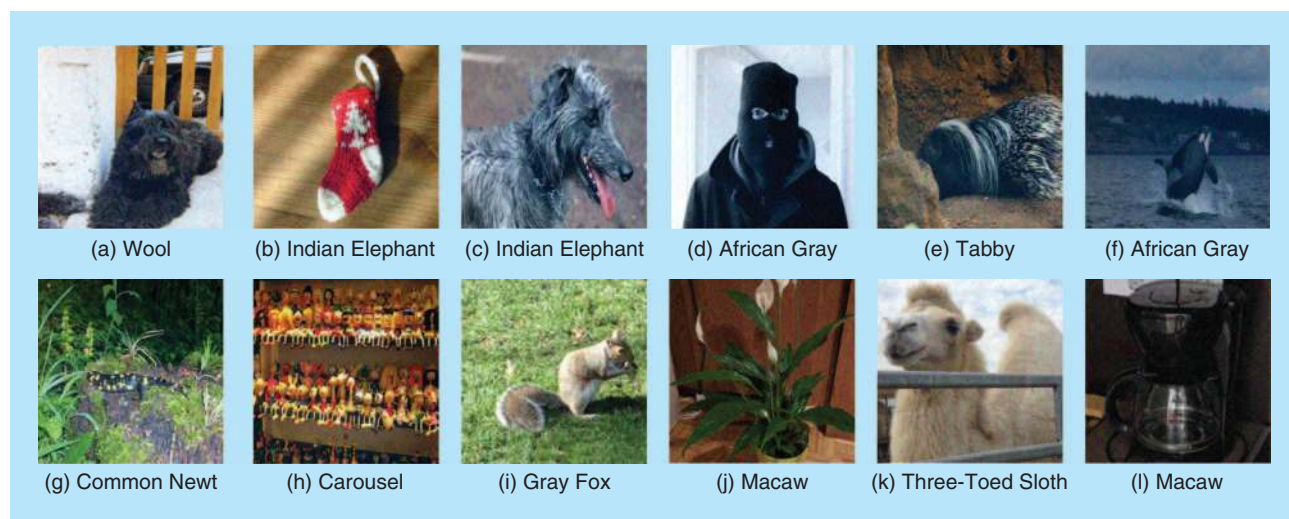 (a) Wool
(b) Indian Elephant
(c) Indian Elephant
(d) African Gray
(e) Tabby
(f) African Gray
(g) Common Newt
(h) Carousel
(i) Gray Fox
(j) Macaw
(k) Three-Toed Sloth
(l) Macaw